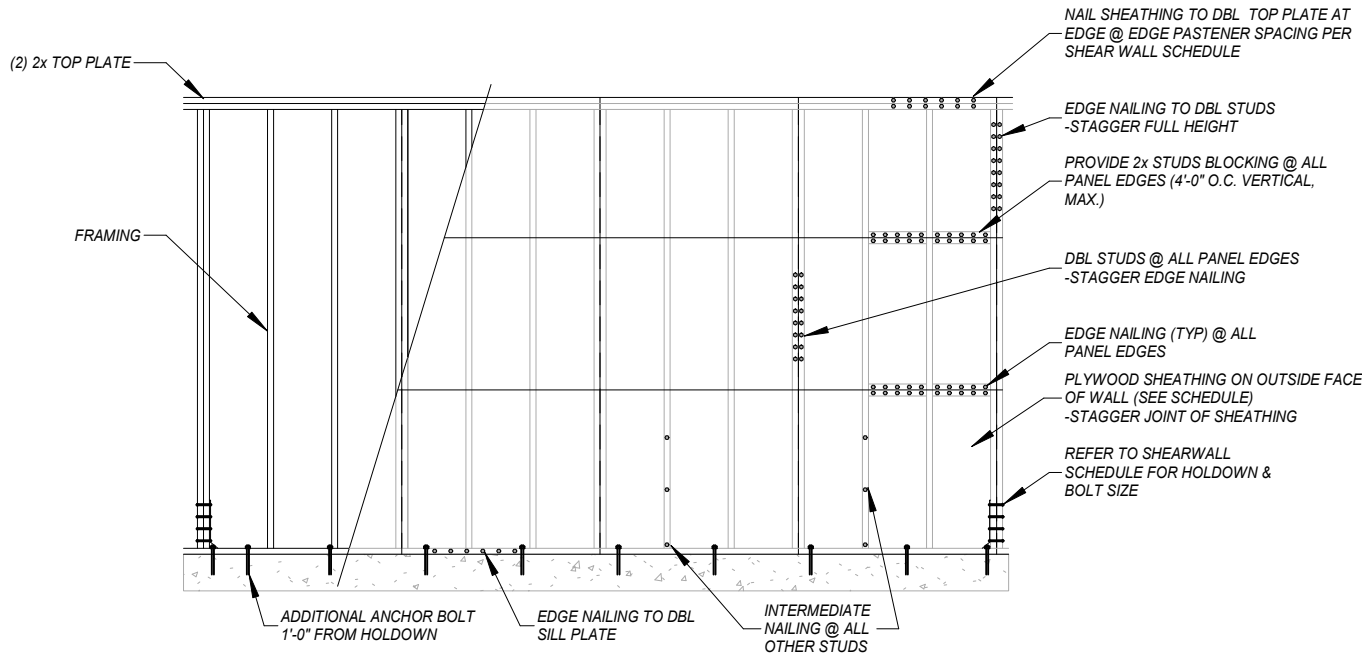 (2) 2x TOP PLATE
FRAMING
NAIL SHEATHING TO DBL TOP PLATE AT
EDGE @ EDGE PASTENER SPACING PER
SHEAR WALL SCHEDULE
EDGE NAILING TO DBL STUDS
-STAGGER FULL HEIGHT
PROVIDE 2x STUDS BLOCKING @ ALL
PANEL EDGES (4'-0" O.C. VERTICAL,
MAX.)
DBL STUDS @ ALL PANEL EDGES
-STAGGER EDGE NAILING
EDGE NAILING (TYP) @ ALL
PANEL EDGES
PLYWOOD SHEATHING ON OUTSIDE FACE
OF WALL (SEE SCHEDULE)
-STAGGER JOINT OF SHEATHING
REFER TO SHEARWALL
SCHEDULE FOR HOLDOWN &
BOLT SIZE
ADDITIONAL ANCHOR BOLT
1'-0" FROM HOLDOWN
EDGE NAILING TO DBL
SILL PLATE
INTERMEDIATE
NAILING @ ALL
OTHER STUDS